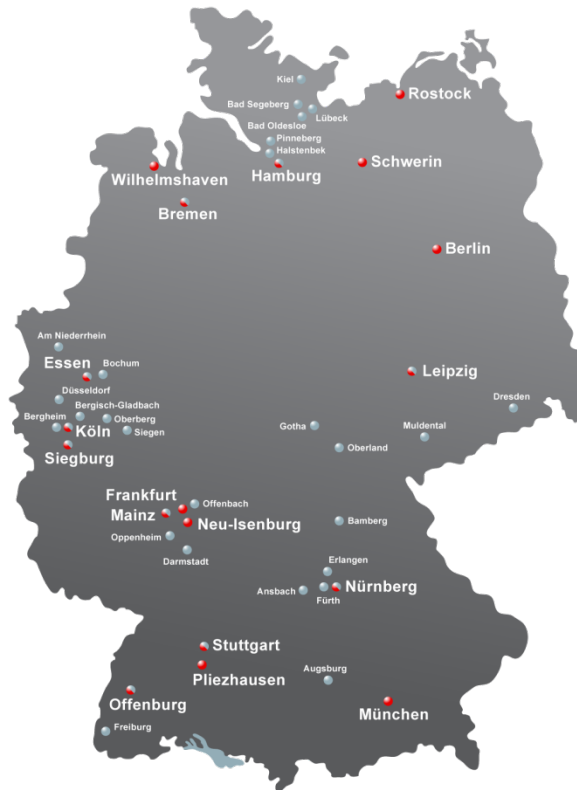 Kiel
Rostock
Bad Segeberg
Lübeck
Bad Oldesloe
Pinneberg
Halstenbek
Schwerin
Hamburg
Wilhelmshaven
Bremen
Berlin
Am Niederrhein
Essen
Bochum
Leipzig
Düsseldorf
Dresden
Bergisch-Gladbach
Bergheim
Oberberg
Köln
Siegen
Gotha
Muldental
Siegburg
Oberland
Frankfurt
Offenbach
Mainz
Neu-Isenburg
Bamberg
Oppenheim
Darmstadt
Erlangen
Ansbach
Fürth
Nürnberg
Stuttgart
Pliezhausen
Augsburg
Offenburg
München
Freiburg